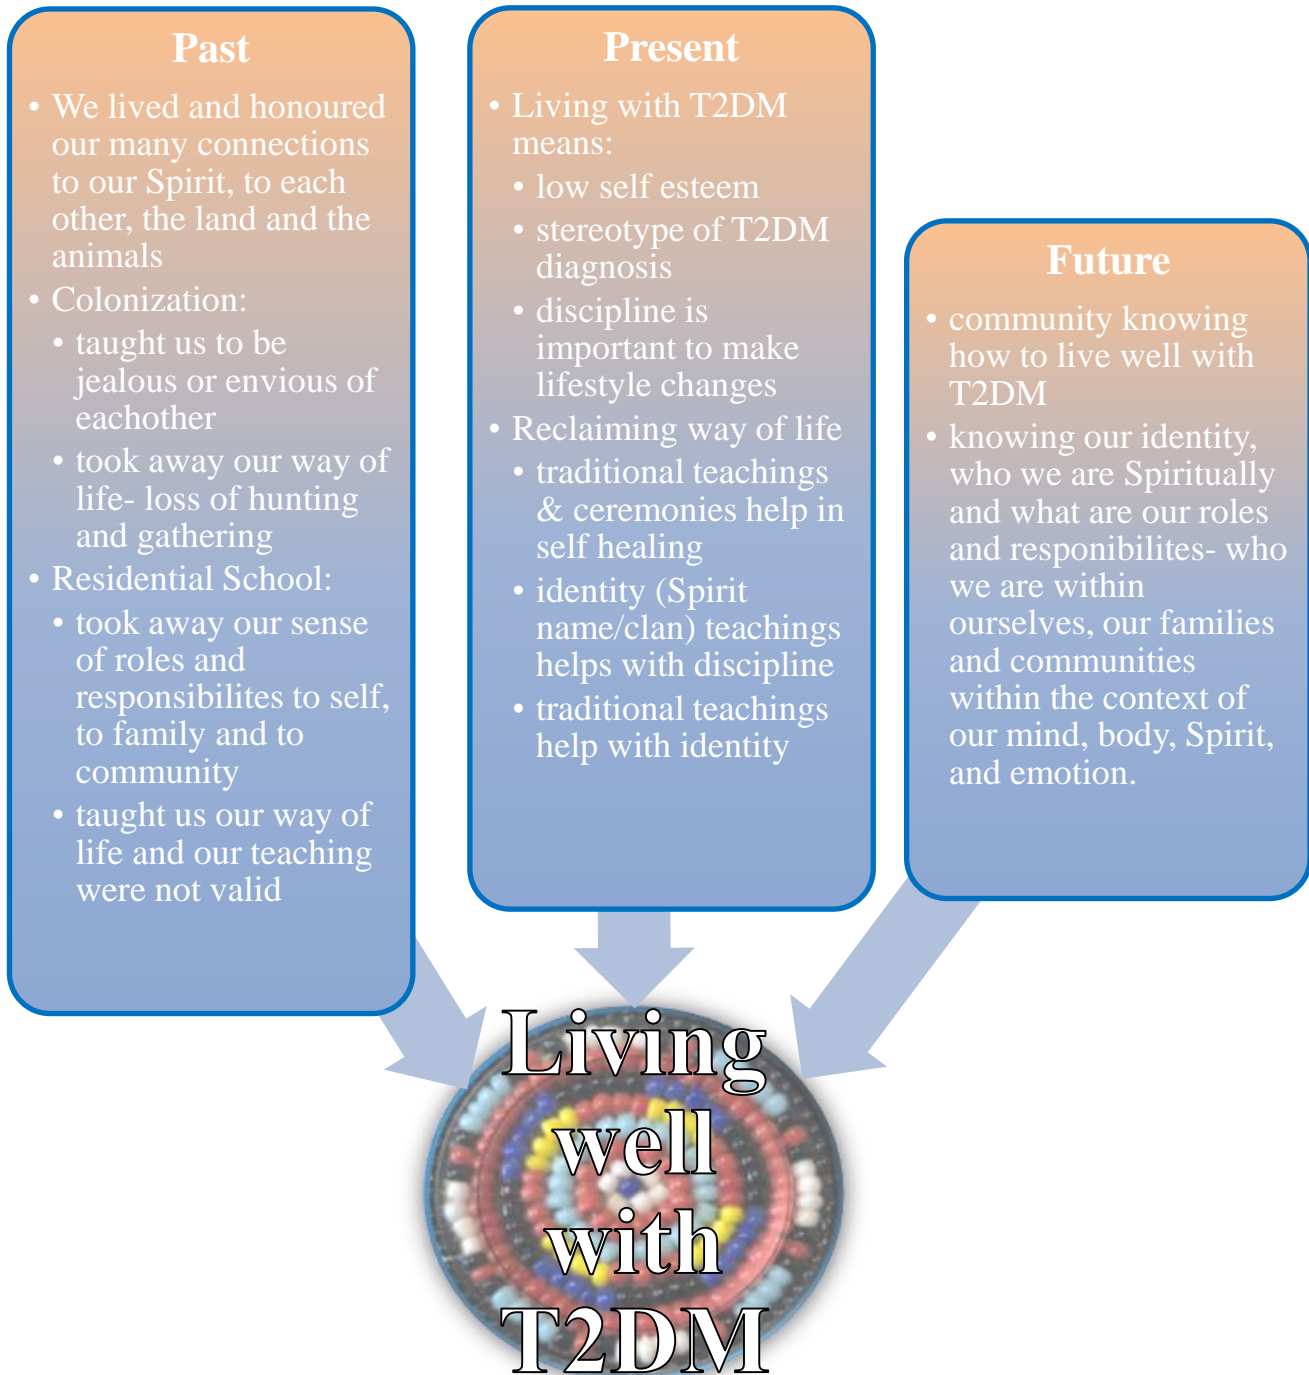 Past
• We lived and honoured
our many connections
to our Spirit, to each
other, the land and the
animals
• Colonization:
• taught us to be
jealous or envious of
eachother
• took away our way of
life- loss of hunting
and gathering
• Residential School:
• took away our sense
of roles and
responsibilites to self,
to family and to
community
• taught us our way of
life and our teaching
were not valid
Present
• Living with T2DM
means:
• low self esteem
• stereotype of T2DM
diagnosis
• discipline is
important to make
lifestyle changes
• Reclaiming way of life
• traditional teachings
& ceremonies help in
self healing
• identity (Spirit
name/clan) teachings
helps with discipline
• traditional teachings
help with identity
Future
• community knowing
how to live well with
T2DM
• knowing our identity,
who we are Spiritually
and what are our roles
and responibilites- who
we are within
ourselves, our families
and communities
within the context of
our mind, body, Spirit,
and emotion.
Living
well
with
T2DM